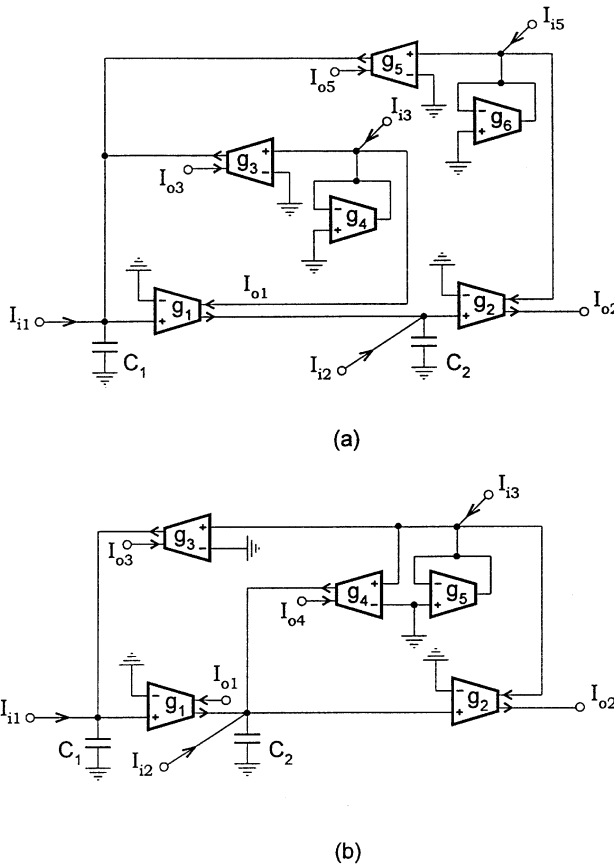 I_i5
g_5
I_o5
g_6
I_i3
g_3
I_o3
g_4
I_o1
I_i1
g_1
g_2
I_o2
C_1
I_i2
C_2
(a)
I_i3
g_3
I_o3
g_4
g_5
I_o4
I_o1
I_i1
g_1
g_2
I_o2
C_1
I_i2
C_2
(b)